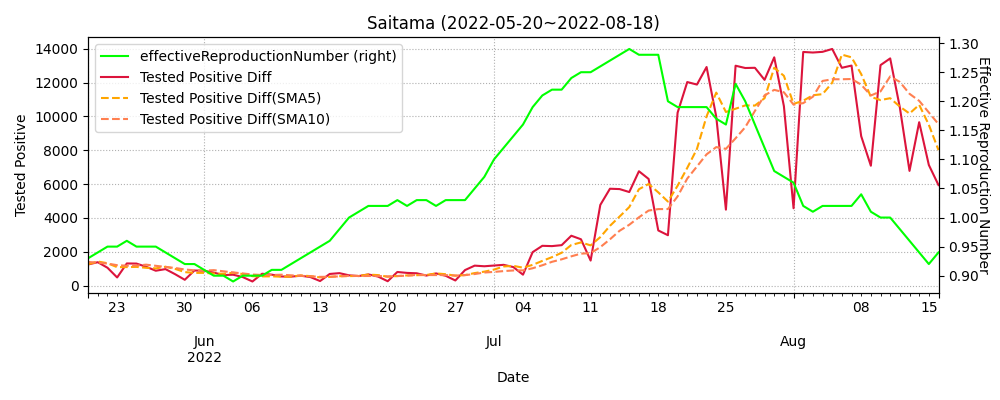 Saitama (2022-05-20~2022-08-18)
effectiveReproductionNumber (right)
Tested Positive Diff
Tested Positive Diff(SMA5)
Tested Positive Diff(SMA10)
Tested Positive
14000
12000
10000
8000
6000
4000
2000
0
Effective Reproduction Number
1.30
1.25
1.20
1.15
1.10
1.05
1.00
0.95
0.90
23 30 06 13 20 27 04 11 18 25 08 15
Jun Jul Aug
2022
Date